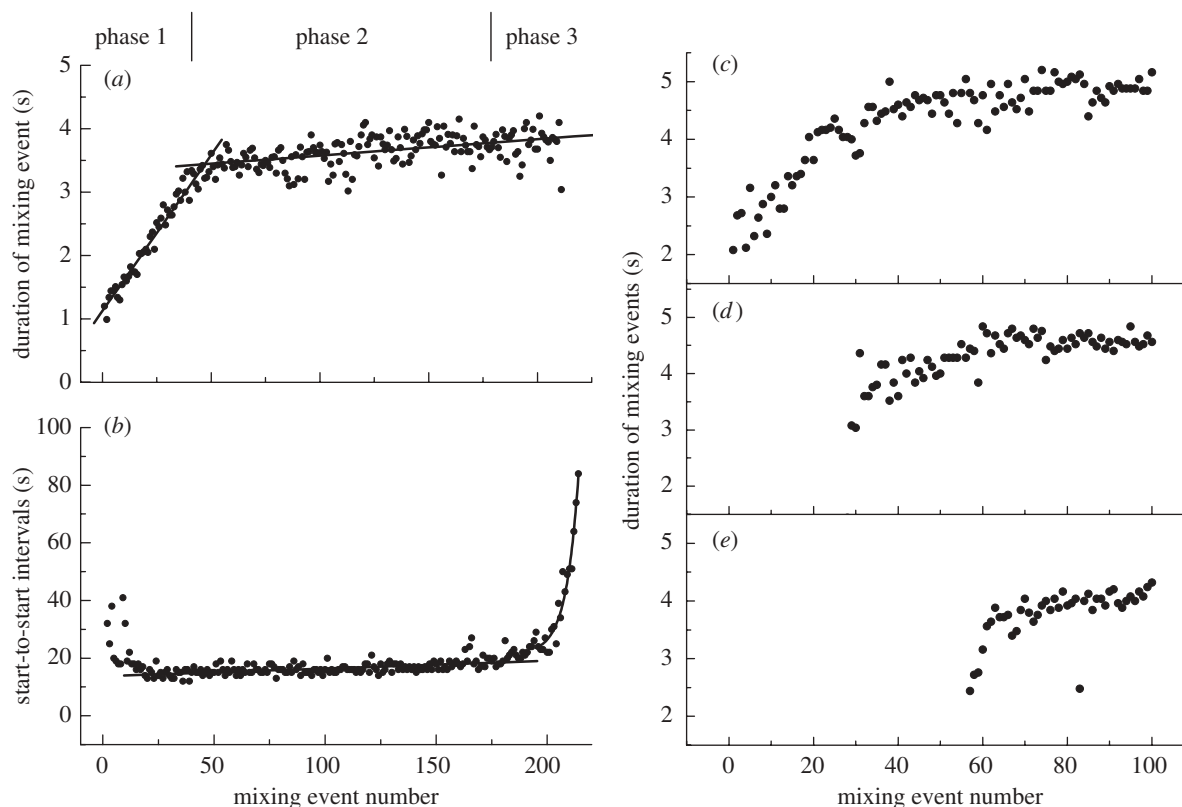 phase 1 phase 2 phase 3
(a)
5
4
3
2
1
0
duration of mixing event (s)
(b)
100
80
60
40
20
0
start-to-start intervals (s)
0 50 100 150 200
mixing event number
(c)
5
4
3
2
(d)
5
4
3
2
(e)
5
4
3
2
duration of mixing events (s)
0 20 40 60 80 100
mixing event number